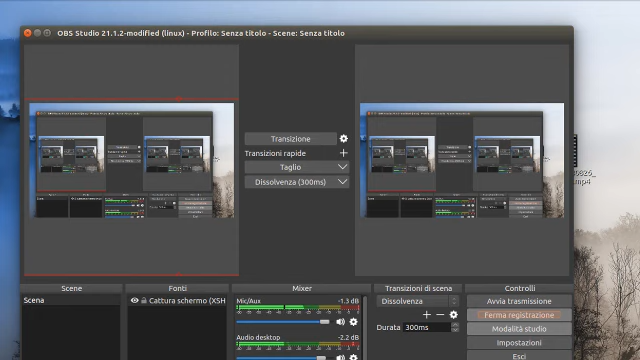 OBS Studio 21.1.2-modified (linux) - Profilo: Senza titolo - Scene: Senza titolo
Transizione
Transizioni rapide
Taglio
Dissolvenza (300ms)
.mp4
Scene
Fonti
Mixer
Transizioni di scena
Controlli
Scena
Cattura schermo (XSH
Mic/Aux
-1.3 dB
Audio desktop
-2.2 dB
Dissolvenza
Durata
300ms
Avvia trasmissione
Ferma registrazione
Modalità studio
Impostazioni
Esci